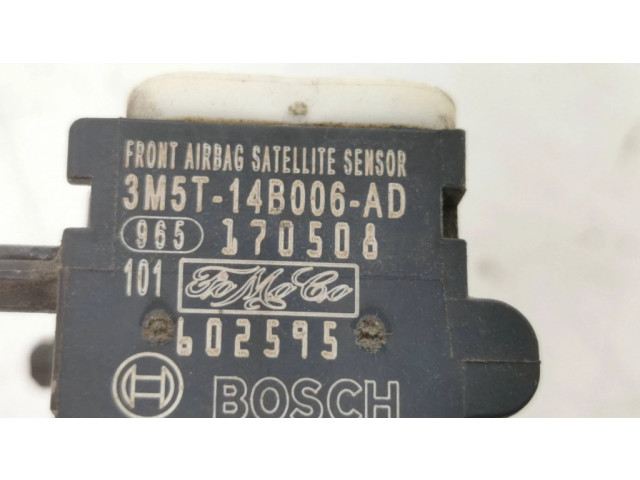 FRONT AIRBAG SATELLITE SENSOR
3M5T-14B006-AD
965 170508
101 FoMoCo
602595
BOSCH